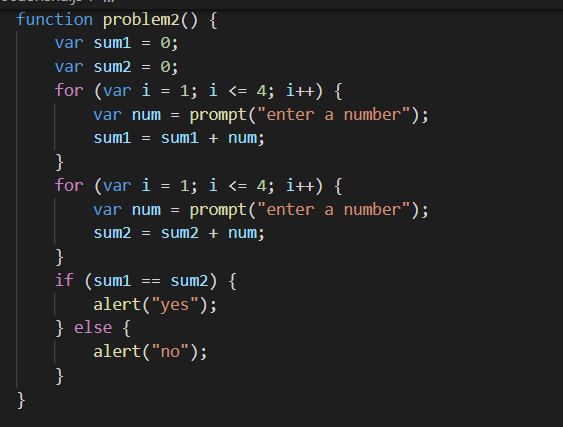 function problem2() {
    var sum1 = 0;
    var sum2 = 0;
    for (var i = 1; i <= 4; i++) {
        var num = prompt("enter a number");
        sum1 = sum1 + num;
    }
    for (var i = 1; i <= 4; i++) {
        var num = prompt("enter a number");
        sum2 = sum2 + num;
    }
    if (sum1 == sum2) {
        alert("yes");
    } else {
        alert("no");
    }
}